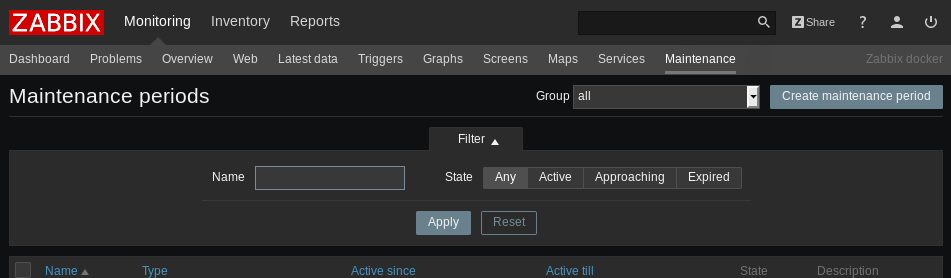 ZABBIX Monitoring Inventory Reports Z Share ?
Dashboard Problems Overview Web Latest data Triggers Graphs Screens Maps Services Maintenance Zabbix docker
Maintenance periods Group all Create maintenance period
Filter
Name State Any Active Approaching Expired
Apply Reset
Name Type Active since Active till State Description